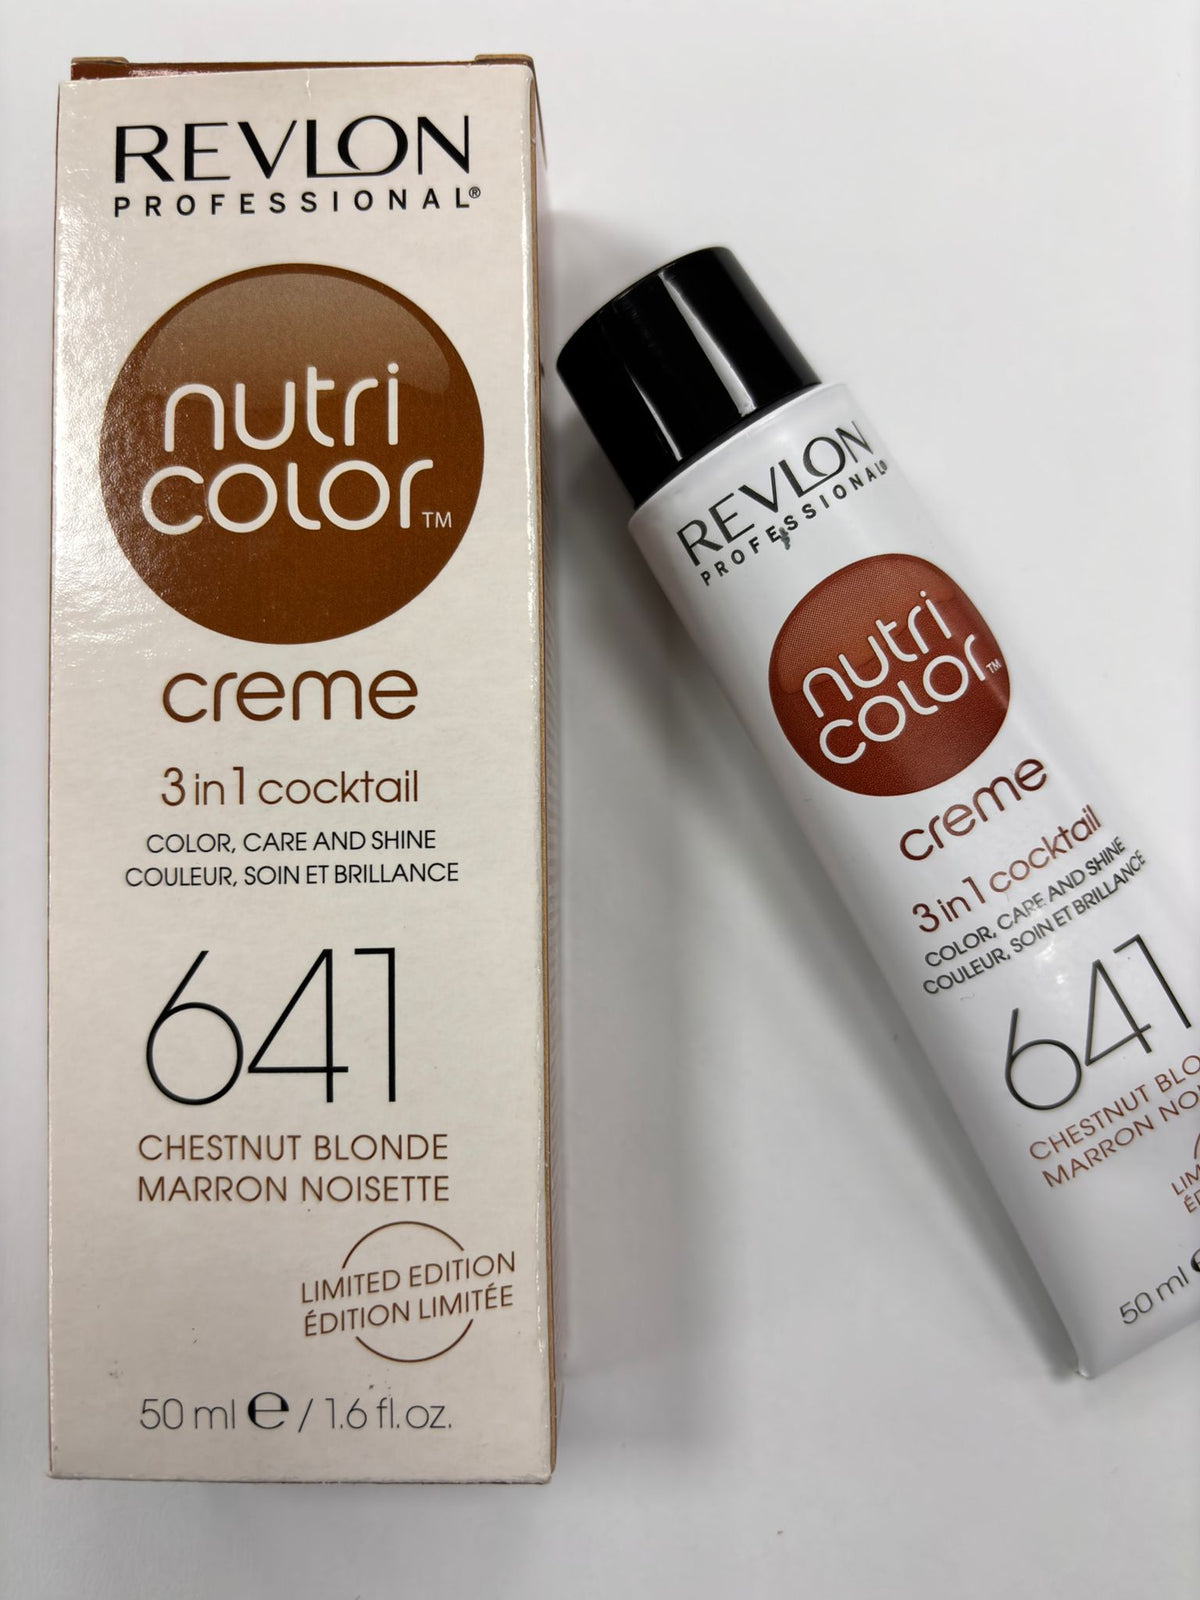 REVLON
PROFESSIONAL®
nutri
color™
creme
3 in 1 cocktail
COLOR, CARE AND SHINE
COULEUR, SOIN ET BRILLANCE
641
CHESTNUT BLONDE
MARRON NOISETTE
LIMITED EDITION
ÉDITION LIMITÉE
50 ml ℮ / 1.6 fl. oz.
REVLON
PROFESSIONAL®
nutri
color™
creme
3 in 1 cocktail
COLOR, CARE AND SHINE
COULEUR, SOIN ET BRILLANCE
641
CHESTNUT
MARRON
50 ml